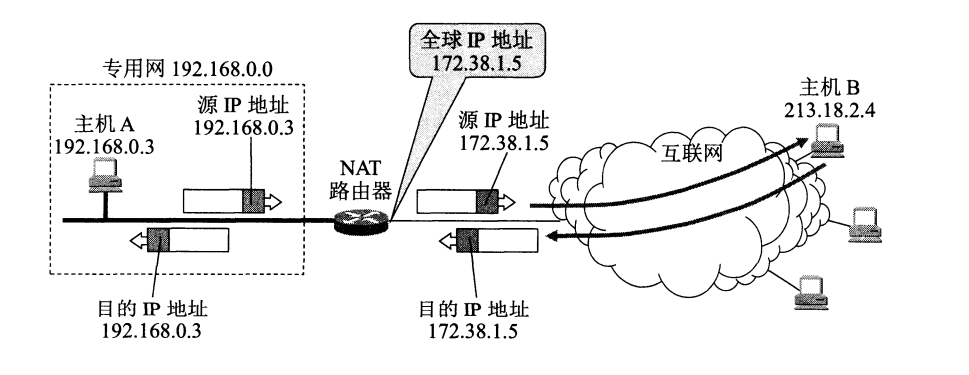 全球 IP 地址
172.38.1.5
专用网 192.168.0.0
源 IP 地址
192.168.0.3
主机 A
192.168.0.3
主机 B
213.18.2.4
源 IP 地址
172.38.1.5
互联网
NAT
路由器
目的 IP 地址
192.168.0.3
目的 IP 地址
172.38.1.5